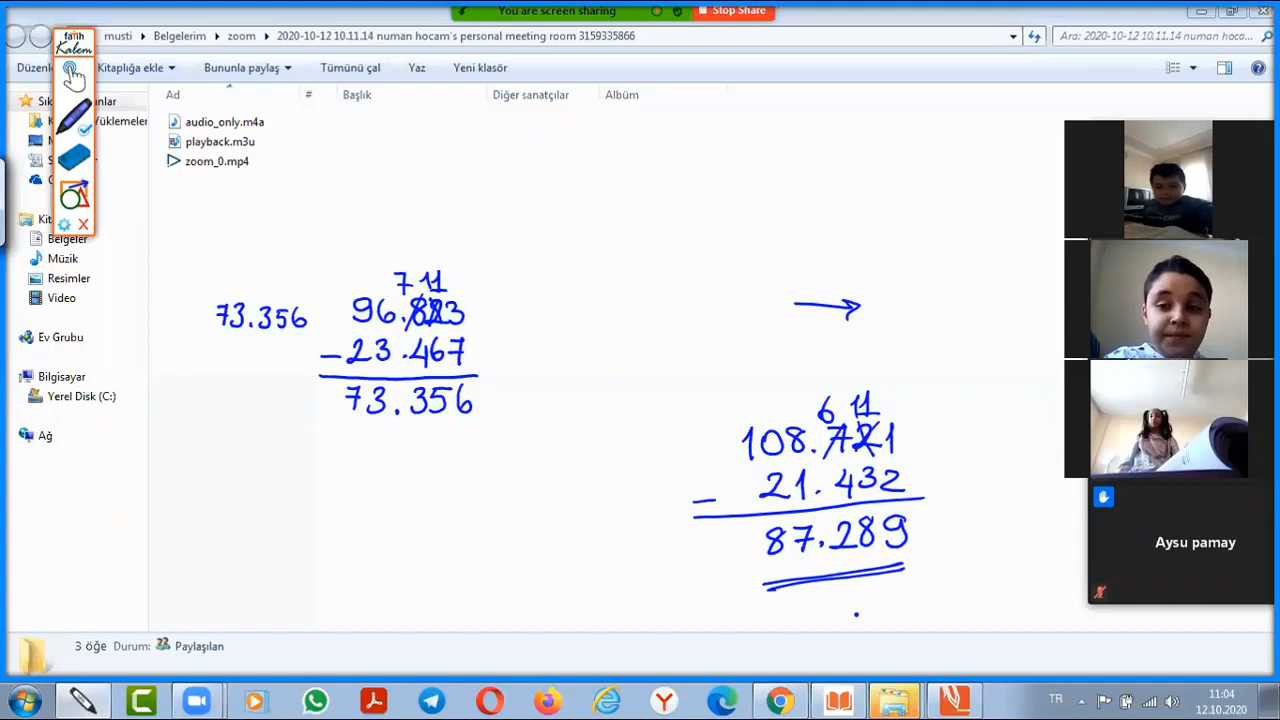 You are screen sharing
Stop Share
fatih
Kalem
musti
Belgelerim
zoom
2020-10-12 10.11.14 numan hocam's personal meeting room 3159335866
Ara: 2020-10-12 10.11.14 numan hoca...
Düzenle
Kitaplığa ekle
Bununla paylaş
Tümünü çal
Yaz
Yeni klasör
Ad
#
Başlık
Diğer sanatçılar
Albüm
audio_only.m4a
playback.m3u
zoom_0.mp4
Yüklemeler
Belgeler
Müzik
Resimler
Video
Ev Grubu
Bilgisayar
Yerel Disk (C:)
Ağ
7 11
73.356
96.823
-23.467
73.356
6 11
108.721
- 21.432
87.289
Aysu pamay
3 öğe Durum: Paylaşılan
TR
11:04
12.10.2020